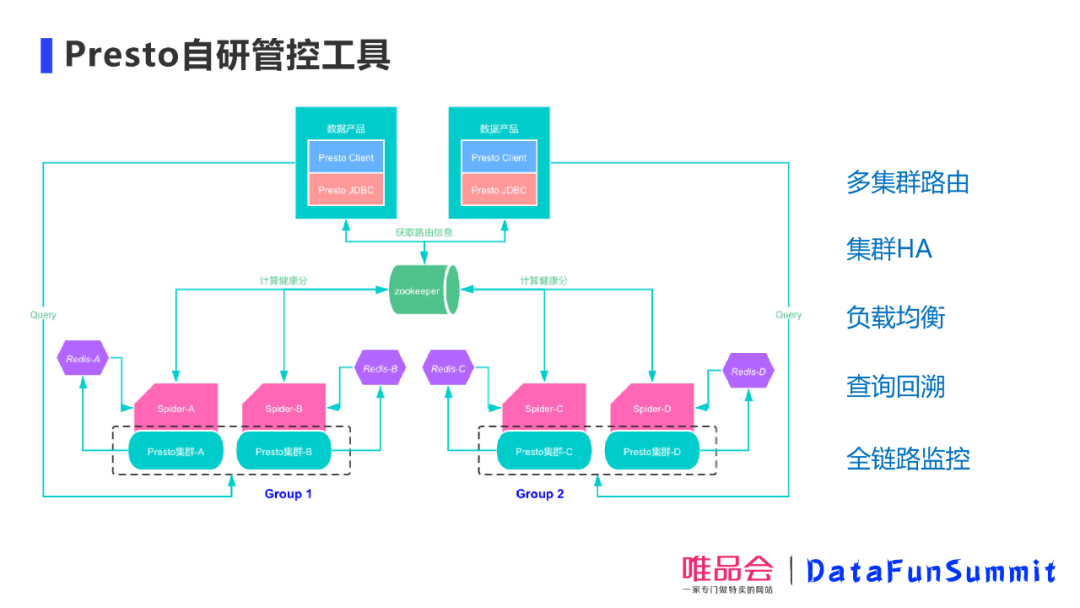 Presto自研管控工具
数据产品
Presto Client
Presto JDBC
数据产品
Presto Client
Presto JDBC
获取路由信息
计算健康分
zookeeper
计算健康分
Query
Query
Redis-A
Redis-B
Redis-C
Redis-D
Spider-A
Spider-B
Spider-C
Spider-D
Presto集群-A
Presto集群-B
Presto集群-C
Presto集群-D
Group 1
Group 2
多集群路由
集群HA
负载均衡
查询回溯
全链路监控
唯品会
一家专门做特卖的网站
DataFunSummit